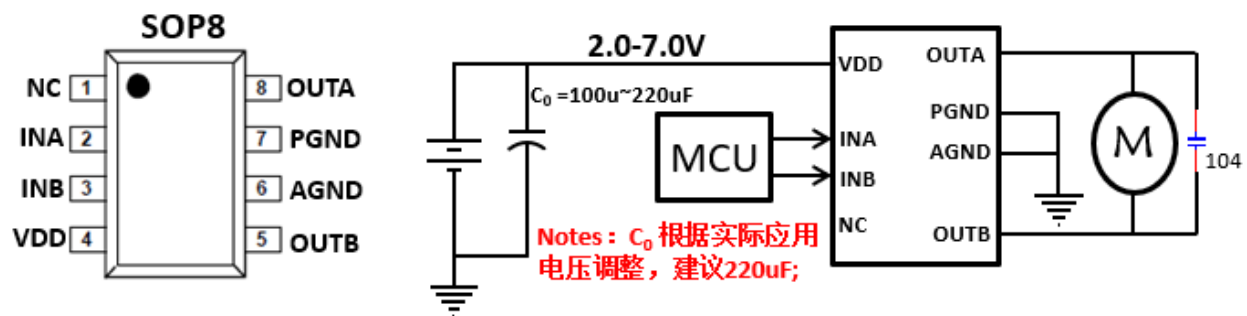 SOP8
NC 1
8 OUTA
INA 2
7 PGND
INB 3
6 AGND
VDD 4
5 OUTB
2.0-7.0V
C₀ =100u~220uF
MCU
VDD
INA
INB
NC
OUTA
PGND
AGND
OUTB
M
104
Notes：C₀ 根据实际应用
电压调整，建议220uF;